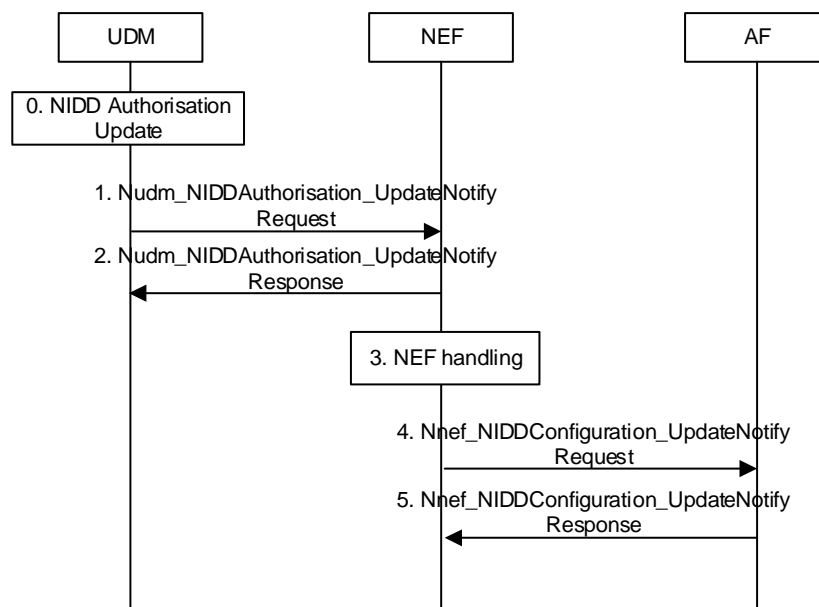 UDM
NEF
AF
0. NIDD Authorisation
Update
1. Nudm_NIDDAuthorisation_UpdateNotify
Request
2. Nudm_NIDDAuthorisation_UpdateNotify
Response
3. NEF handling
4. Nnef_NIDDConfiguration_UpdateNotify
Request
5. Nnef_NIDDConfiguration_UpdateNotify
Response